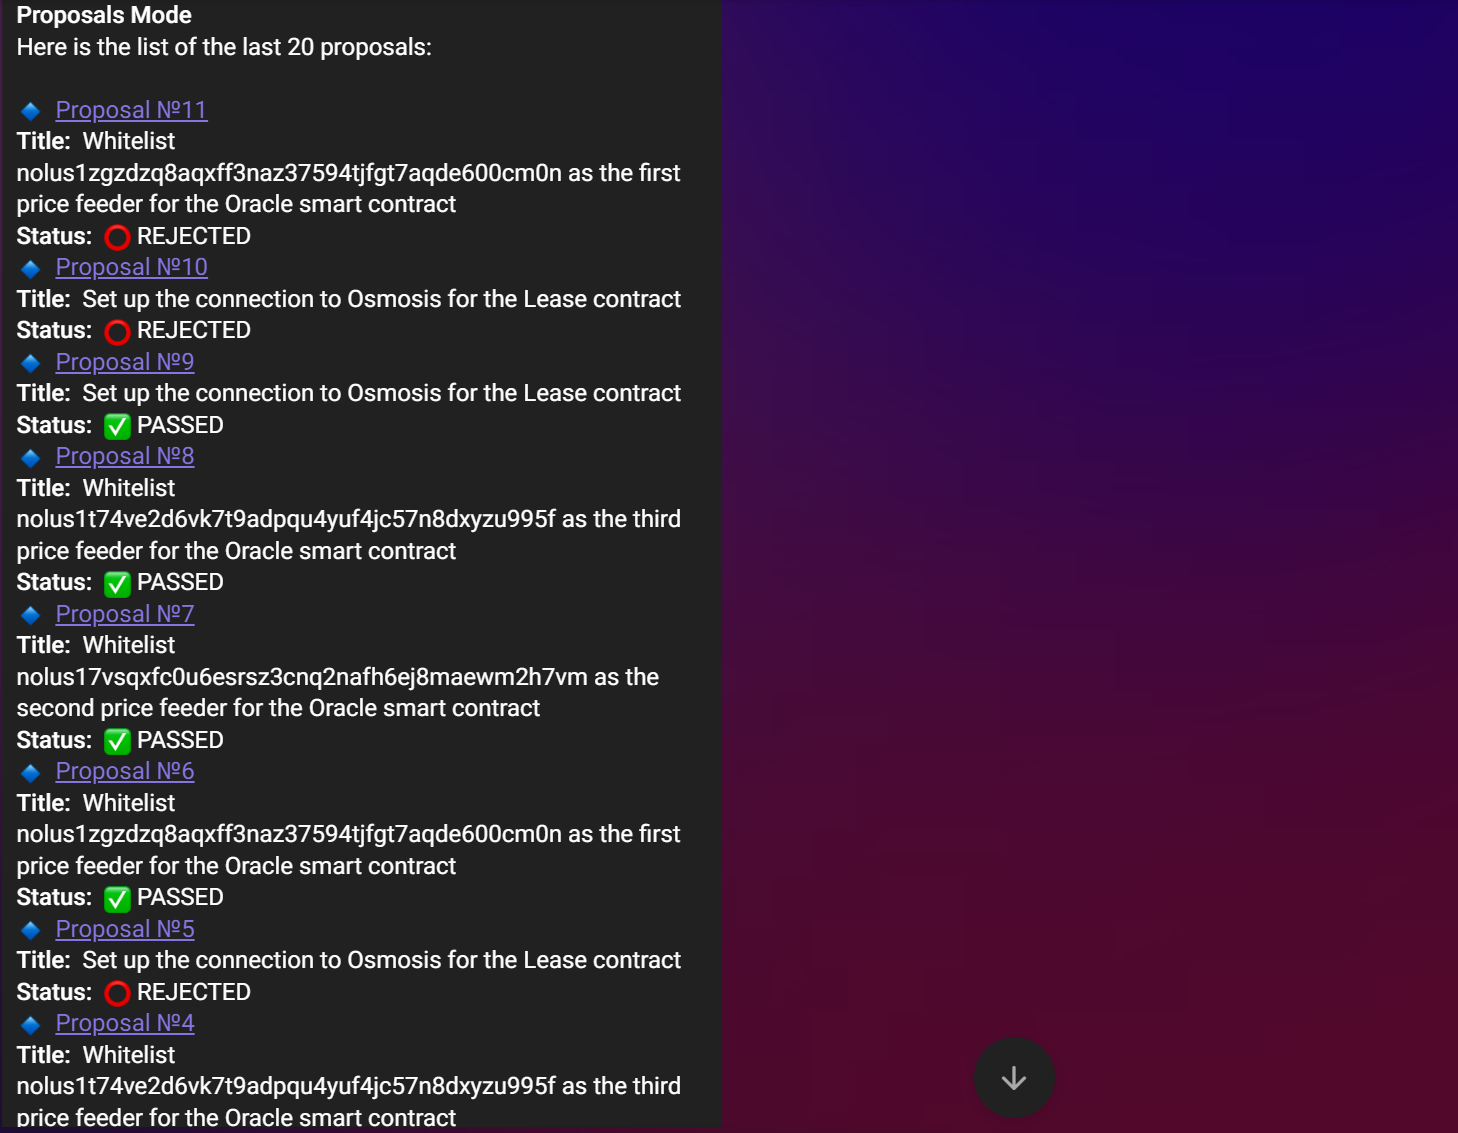 Proposals Mode
Here is the list of the last 20 proposals:
Proposal №11
Title: Whitelist
nolus1zgzdzq8aqxff3naz37594tjfgt7aqde600cm0n as the first
price feeder for the Oracle smart contract
Status: ⭕ REJECTED
Proposal №10
Title: Set up the connection to Osmosis for the Lease contract
Status: ⭕ REJECTED
Proposal №9
Title: Set up the connection to Osmosis for the Lease contract
Status: ✅ PASSED
Proposal №8
Title: Whitelist
nolus1t74ve2d6vk7t9adpqu4yuf4jc57n8dxyzu995f as the third
price feeder for the Oracle smart contract
Status: ✅ PASSED
Proposal №7
Title: Whitelist
nolus17vsqxfc0u6esrsz3cnq2nafh6ej8maewm2h7vm as the
second price feeder for the Oracle smart contract
Status: ✅ PASSED
Proposal №6
Title: Whitelist
nolus1zgzdzq8aqxff3naz37594tjfgt7aqde600cm0n as the first
price feeder for the Oracle smart contract
Status: ✅ PASSED
Proposal №5
Title: Set up the connection to Osmosis for the Lease contract
Status: ⭕ REJECTED
Proposal №4
Title: Whitelist
nolus1t74ve2d6vk7t9adpqu4yuf4jc57n8dxyzu995f as the third
price feeder for the Oracle smart contract